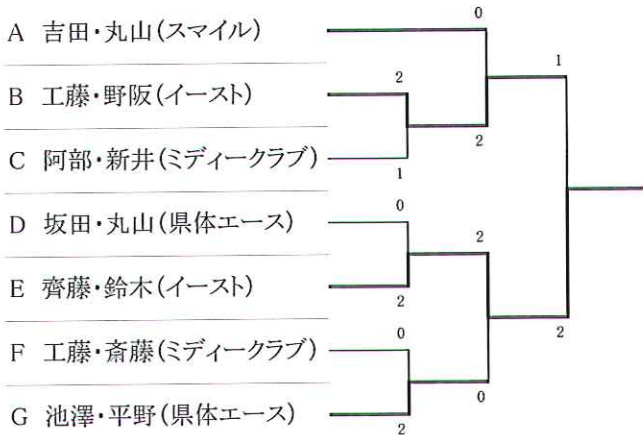 A 吉田・丸山(スマイル)
0
1
B 工藤・野阪(イースト)
2
2
C 阿部・新井(ミディークラブ)
1
D 坂田・丸山(県体エース)
0
2
E 齊藤・鈴木(イースト)
2
2
F 工藤・斎藤(ミディークラブ)
0
0
G 池澤・平野(県体エース)
2